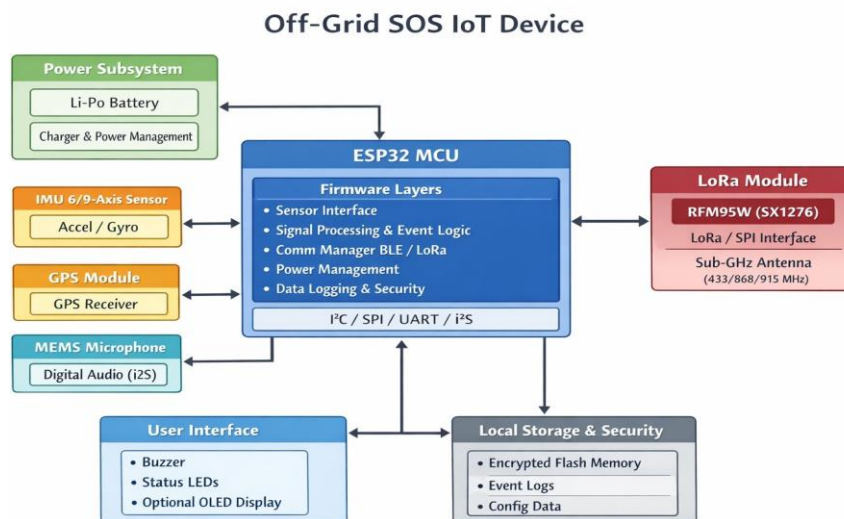 Off-Grid SOS IoT Device
Power Subsystem
Li-Po Battery
Charger & Power Management
IMU 6/9-Axis Sensor
Accel / Gyro
GPS Module
GPS Receiver
MEMS Microphone
Digital Audio (i2S)
ESP32 MCU
Firmware Layers
• Sensor Interface
• Signal Processing & Event Logic
• Comm Manager BLE / LoRa
• Power Management
• Data Logging & Security
I²C / SPI / UART / i²S
LoRa Module
RFM95W (SX1276)
LoRa / SPI Interface
Sub-GHz Antenna
(433/868/915 MHz)
User Interface
• Buzzer
• Status LEDs
• Optional OLED Display
Local Storage & Security
• Encrypted Flash Memory
• Event Logs
• Config Data